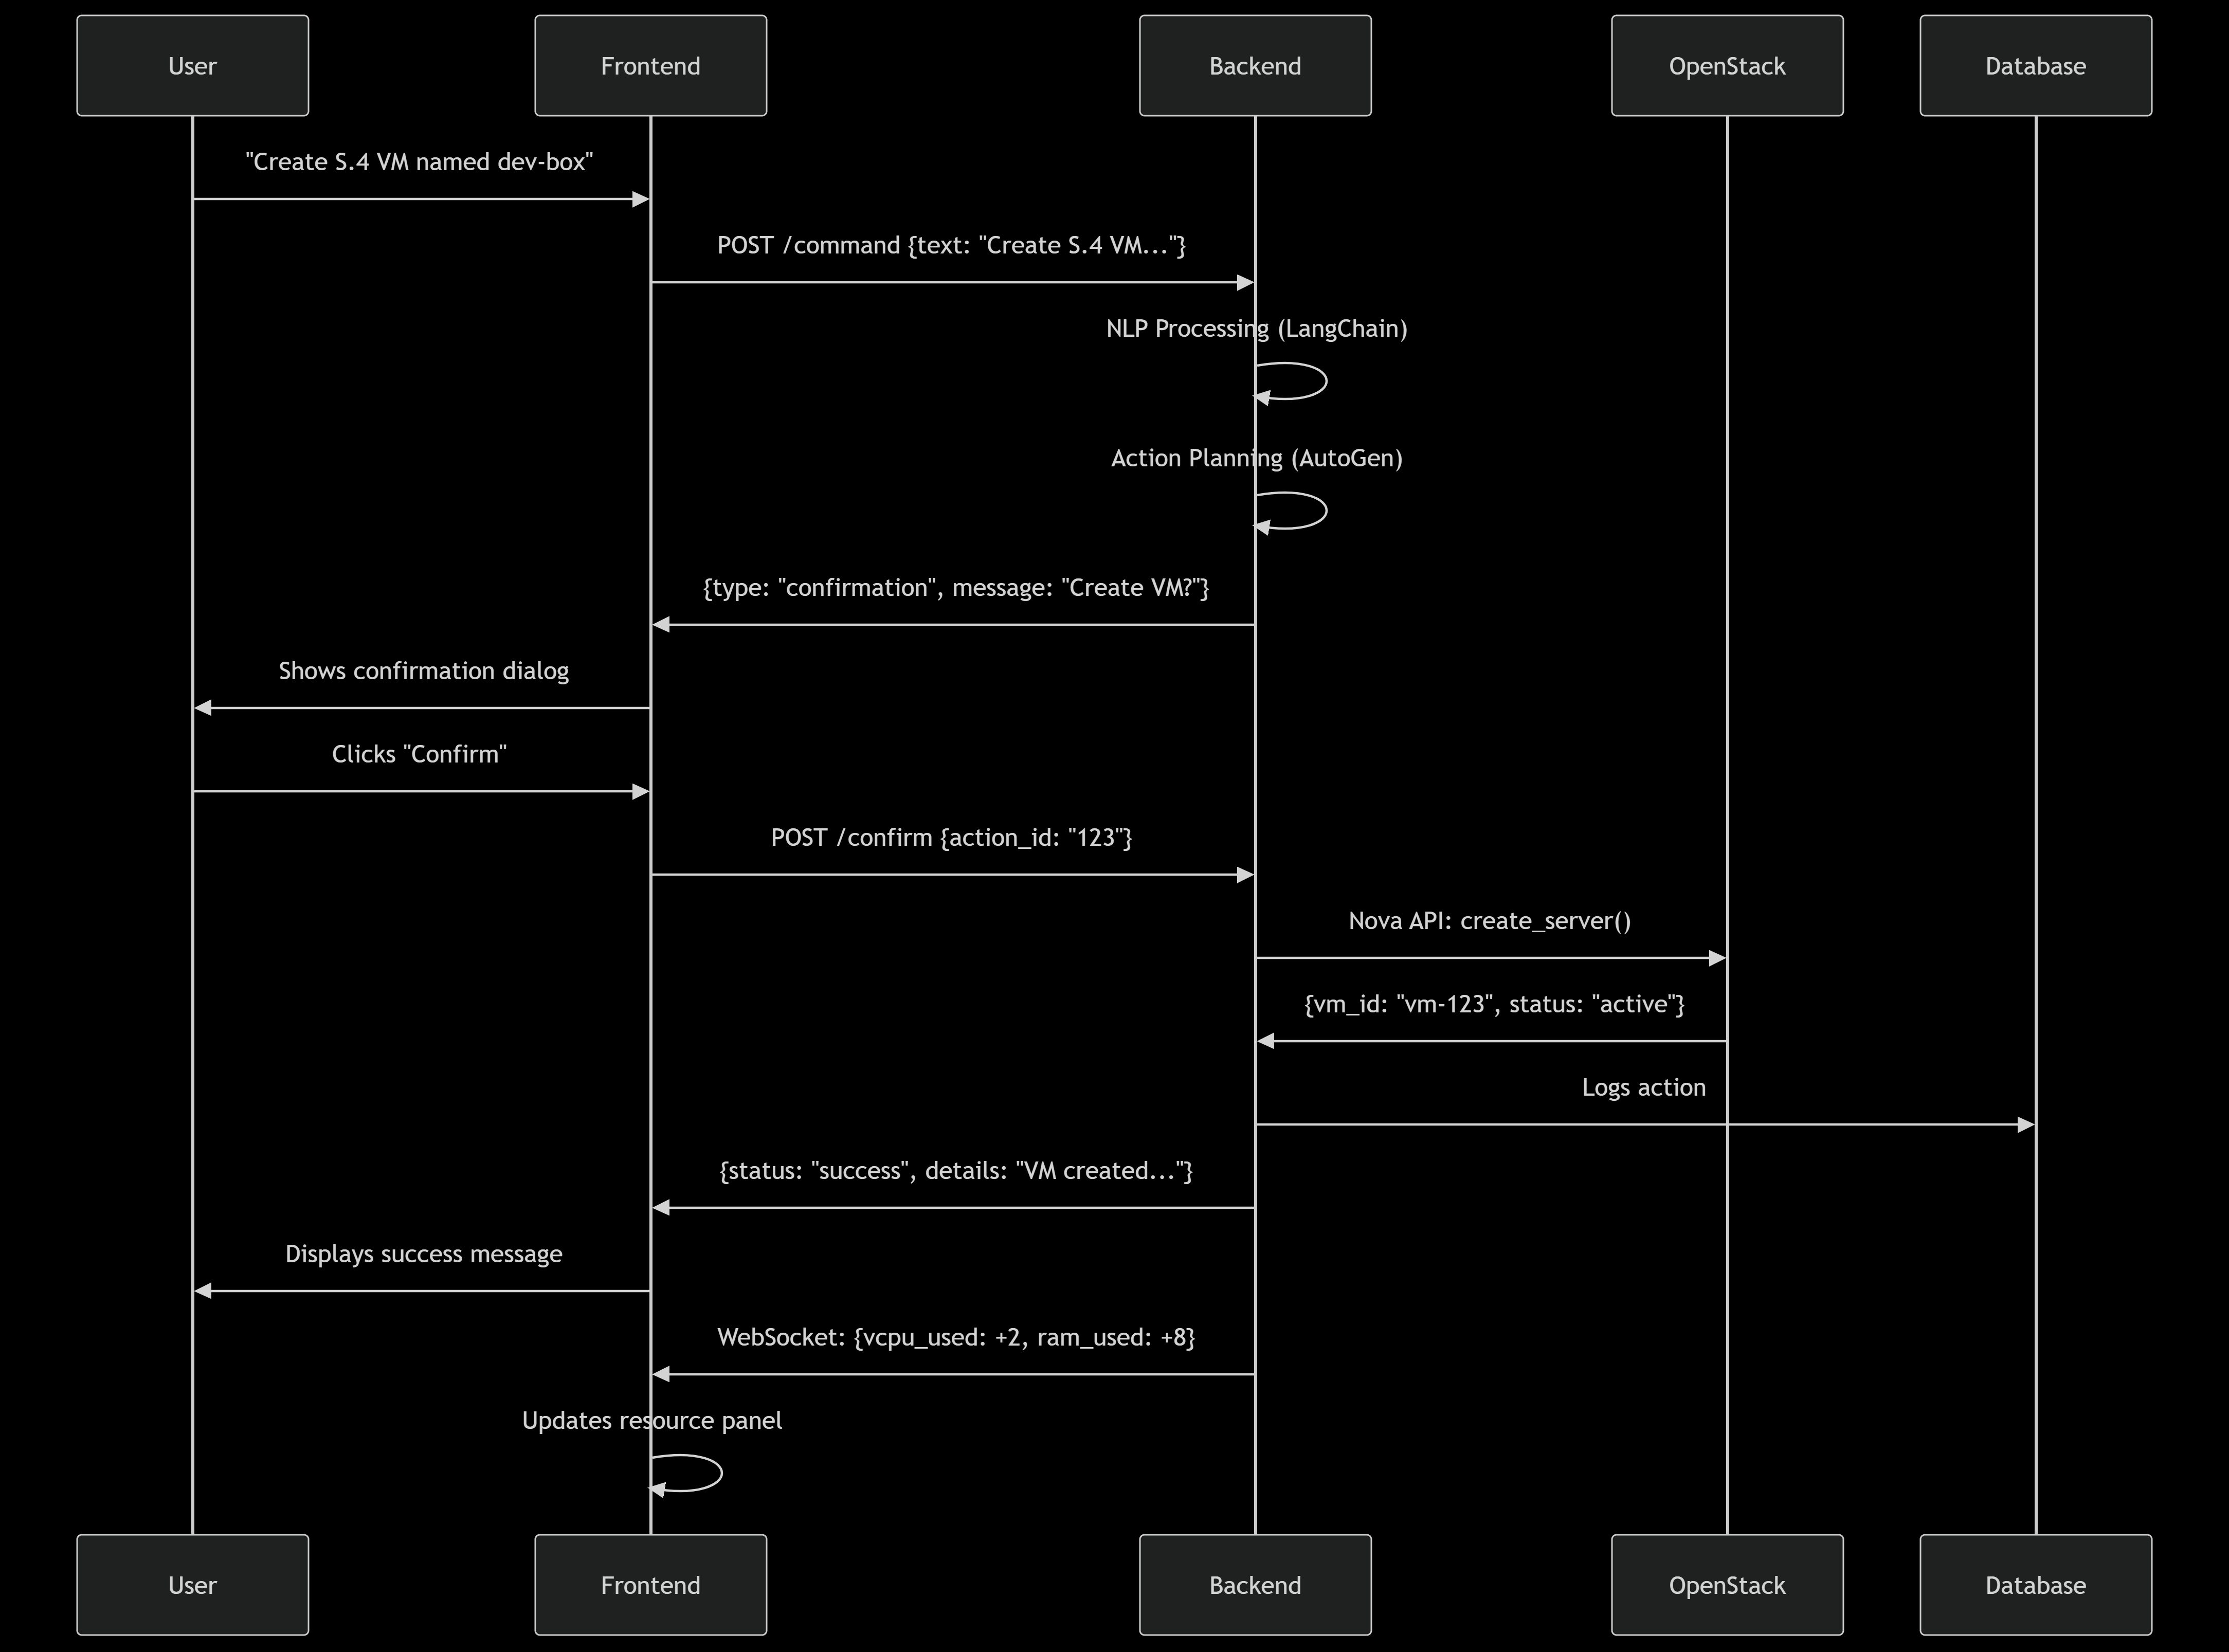 User
Frontend
Backend
OpenStack
Database
"Create S.4 VM named dev-box"
POST /command {text: "Create S.4 VM..."}
NLP Processing (LangChain)
Action Planning (AutoGen)
{type: "confirmation", message: "Create VM?"}
Shows confirmation dialog
Clicks "Confirm"
POST /confirm {action_id: "123"}
Nova API: create_server()
{vm_id: "vm-123", status: "active"}
Logs action
{status: "success", details: "VM created..."}
Displays success message
WebSocket: {vcpu_used: +2, ram_used: +8}
Updates resource panel
User
Frontend
Backend
OpenStack
Database